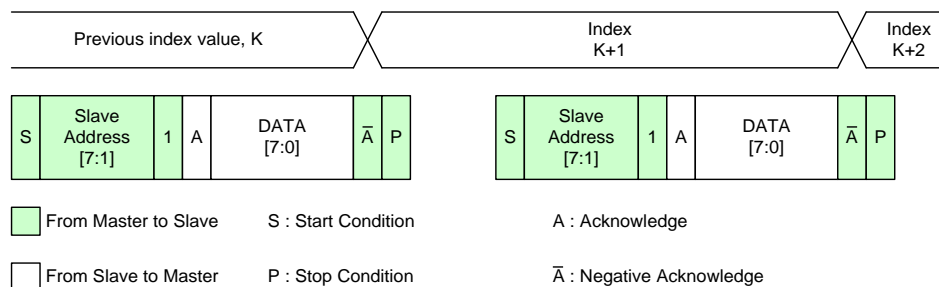 Previous index value, K
Index
K+1
Index
K+2
S
Slave
Address
[7:1]
1
A
DATA
[7:0]
A̅
P
S
Slave
Address
[7:1]
1
A
DATA
[7:0]
A̅
P
From Master to Slave
S : Start Condition
A : Acknowledge
From Slave to Master
P : Stop Condition
A̅ : Negative Acknowledge